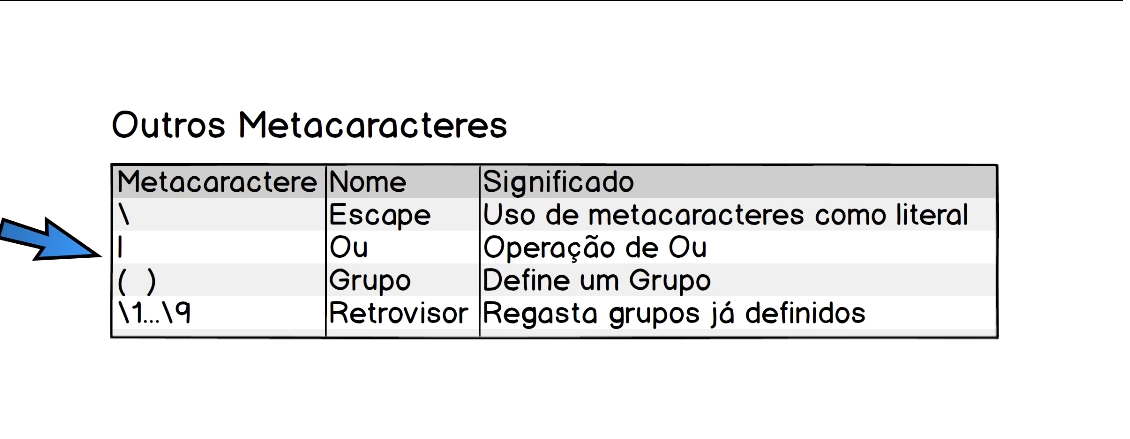 Outros Metacaracteres
Metacaractere Nome Significado
\ Escape Uso de metacaracteres como literal
| Ou Operação de Ou
( ) Grupo Define um Grupo
\1...\9 Retrovisor Regasta grupos já definidos